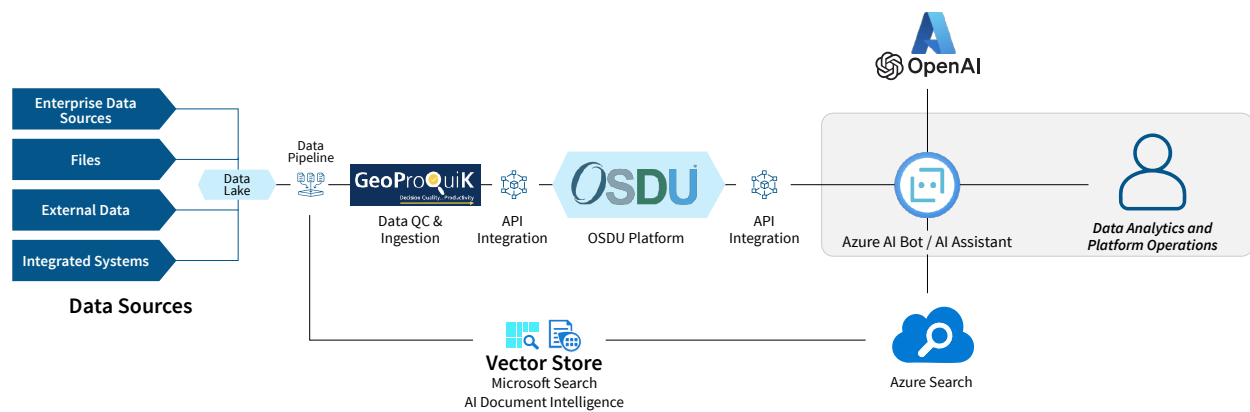 OpenAI
Enterprise Data
Sources
Files
External Data
Integrated Systems
Data Sources
Data
Lake
Data
Pipeline
GeoProQuiK
Decision Quality...Productivity
Data QC &
Ingestion
API
Integration
OSDU
OSDU Platform
API
Integration
Azure AI Bot / AI Assistant
Data Analytics and
Platform Operations
Vector Store
Microsoft Search
AI Document Intelligence
Azure Search